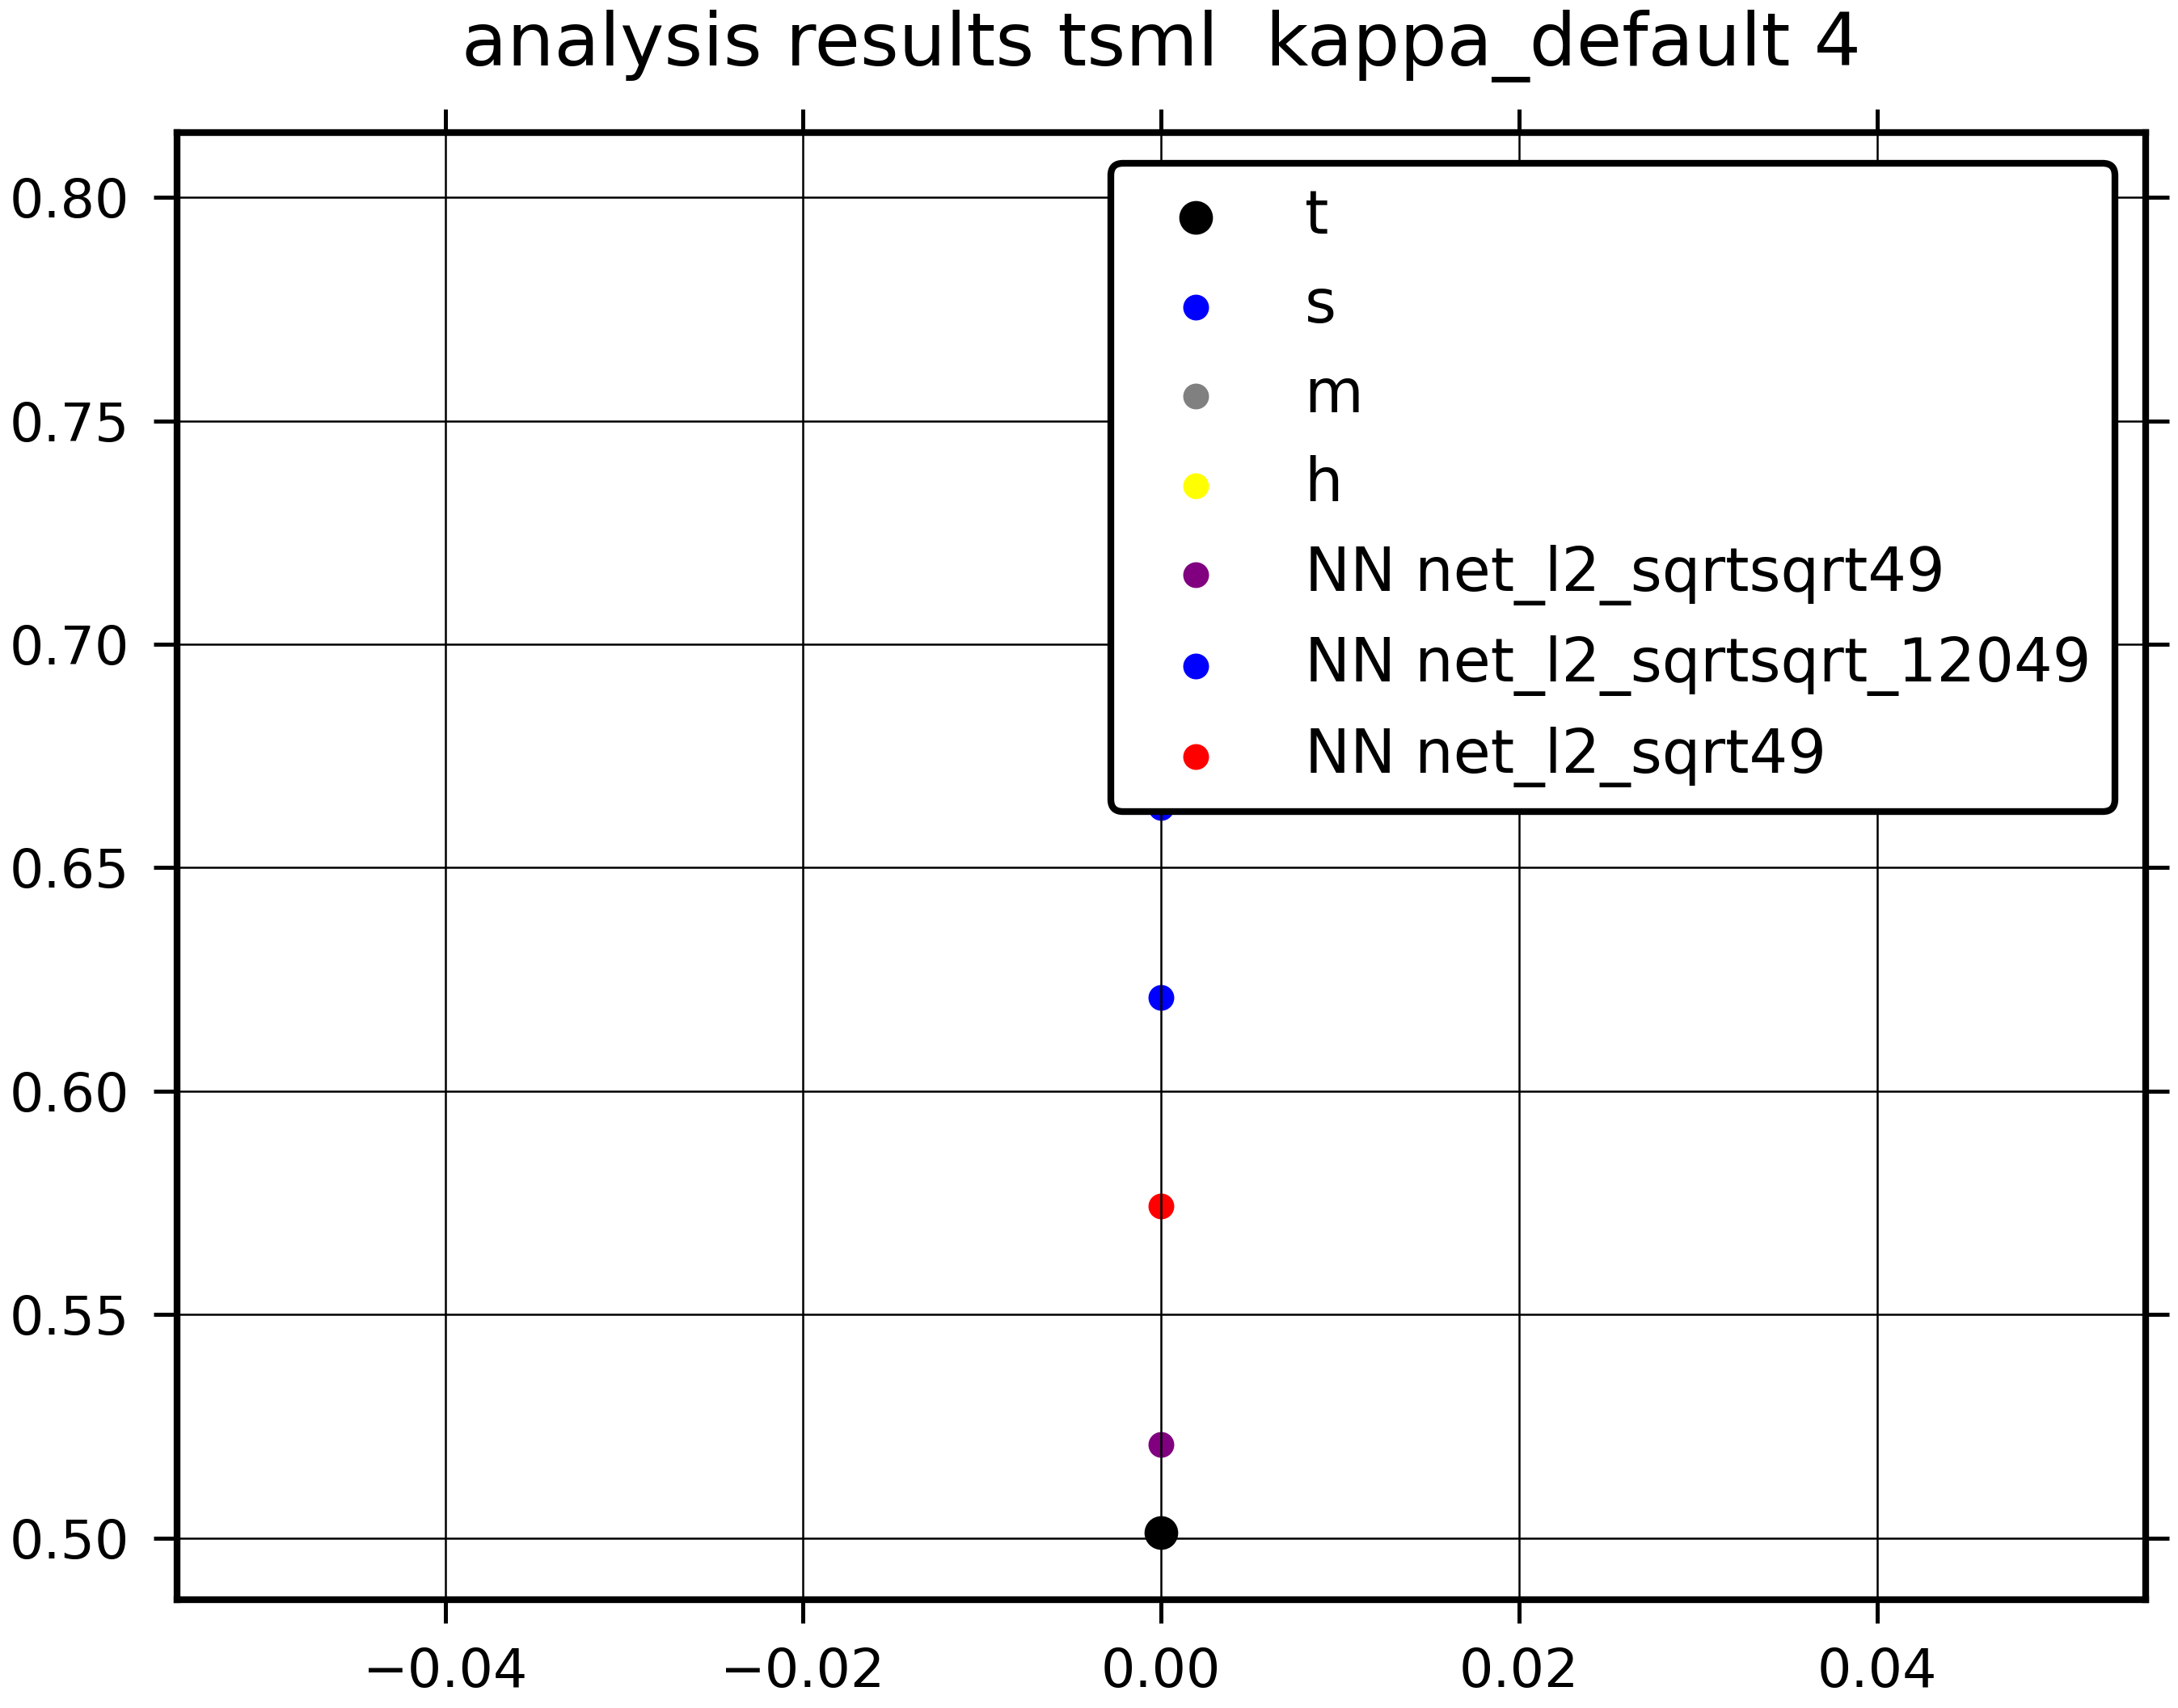 analysis results tsml  kappa_default 4
0.80
0.75
0.70
0.65
0.60
0.55
0.50
t
s
m
h
NN net_l2_sqrtsqrt49
NN net_l2_sqrtsqrt_12049
NN net_l2_sqrt49
−0.04
−0.02
0.00
0.02
0.04